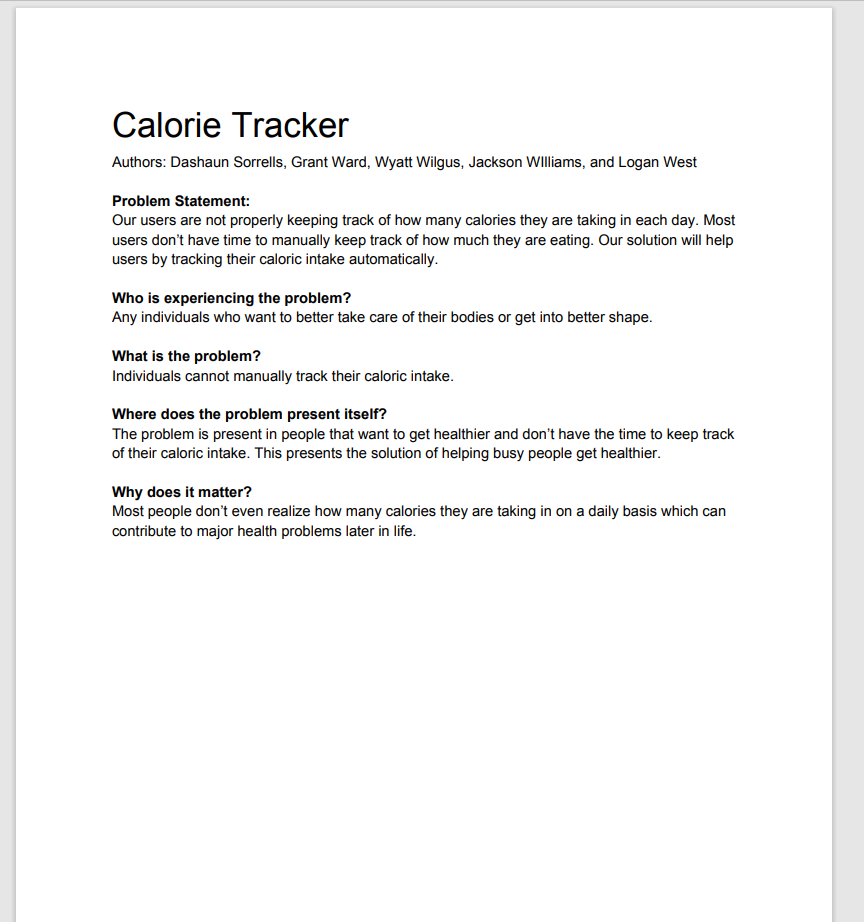 Calorie Tracker
Authors: Dashaun Sorrells, Grant Ward, Wyatt Wilgus, Jackson WIlliams, and Logan West
Problem Statement:
Our users are not properly keeping track of how many calories they are taking in each day. Most
users don’t have time to manually keep track of how much they are eating. Our solution will help
users by tracking their caloric intake automatically.
Who is experiencing the problem?
Any individuals who want to better take care of their bodies or get into better shape.
What is the problem?
Individuals cannot manually track their caloric intake.
Where does the problem present itself?
The problem is present in people that want to get healthier and don’t have the time to keep track
of their caloric intake. This presents the solution of helping busy people get healthier.
Why does it matter?
Most people don’t even realize how many calories they are taking in on a daily basis which can
contribute to major health problems later in life.